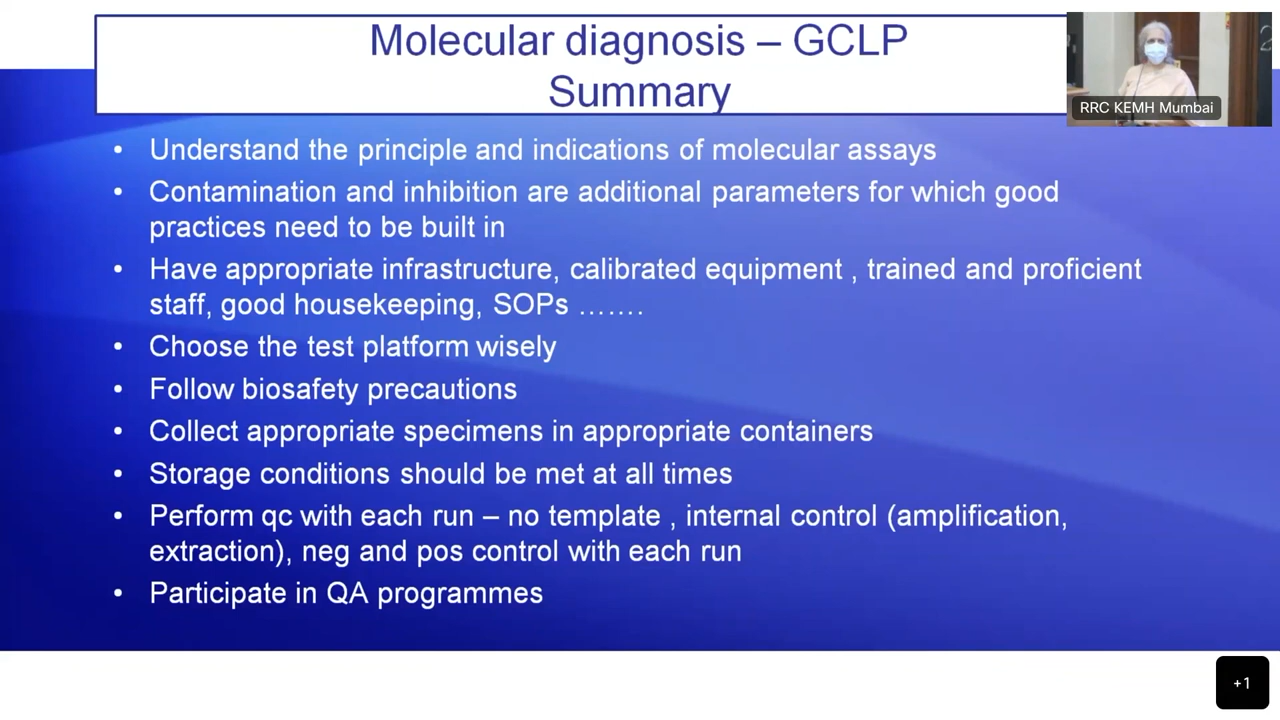 Molecular diagnosis – GCLP
Summary
RRC KEMH Mumbai
• Understand the principle and indications of molecular assays
• Contamination and inhibition are additional parameters for which good
practices need to be built in
• Have appropriate infrastructure, calibrated equipment , trained and proficient
staff, good housekeeping, SOPs …….
• Choose the test platform wisely
• Follow biosafety precautions
• Collect appropriate specimens in appropriate containers
• Storage conditions should be met at all times
• Perform qc with each run – no template , internal control (amplification,
extraction), neg and pos control with each run
• Participate in QA programmes
+1